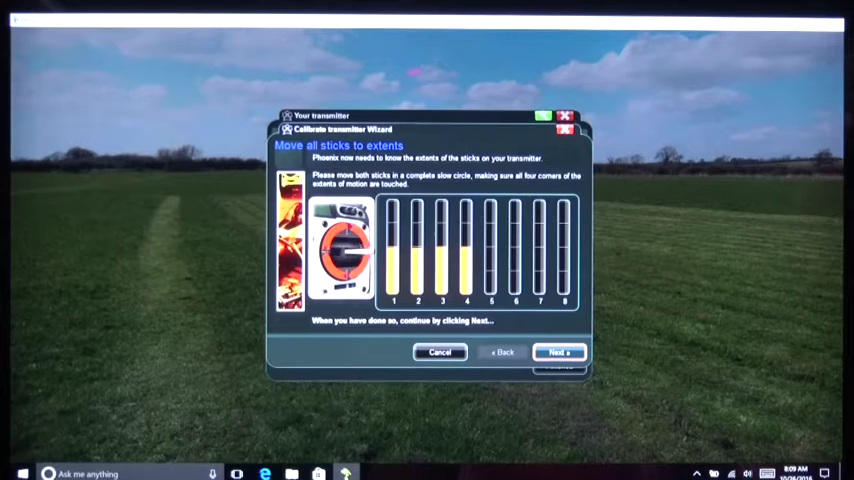 Your transmitter
Calibrate transmitter Wizard
Move all sticks to extents
Phoenix now needs to know the extents of the sticks on your transmitter.
Please move both sticks in a complete slow circle, making sure all four corners of the
extents of motion are touched.
1 2 3 4 5 6 7 8
When you have done so, continue by clicking Next...
Cancel
« Back
Next »
Ask me anything
8:09 AM
10/26/2016